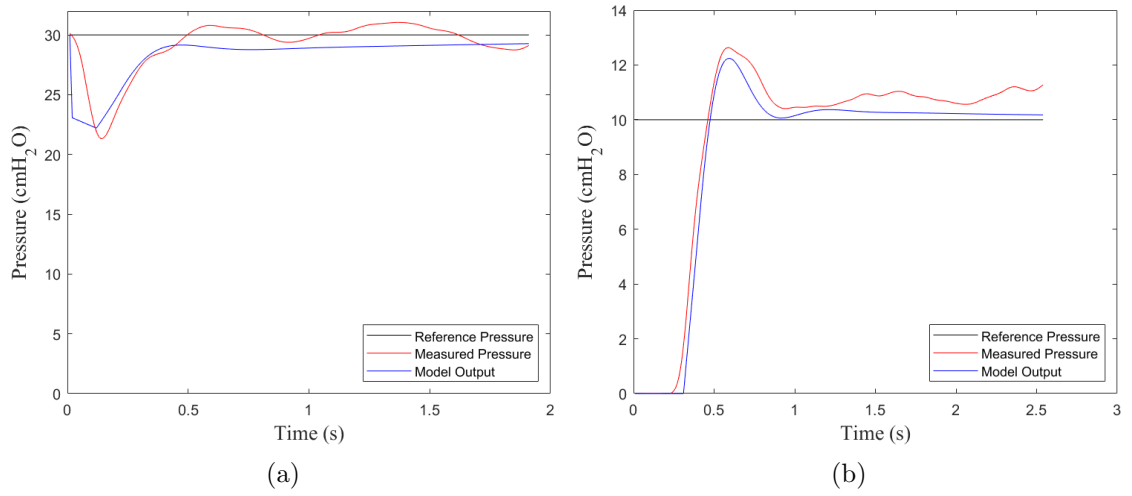 30
25
20
15
10
5
0
Pressure (cmH₂O)
0 0.5 1 1.5 2
Time (s)
Reference Pressure
Measured Pressure
Model Output
(a)
14
12
10
8
6
4
2
0
Pressure (cmH₂O)
0 0.5 1 1.5 2 2.5 3
Time (s)
Reference Pressure
Measured Pressure
Model Output
(b)